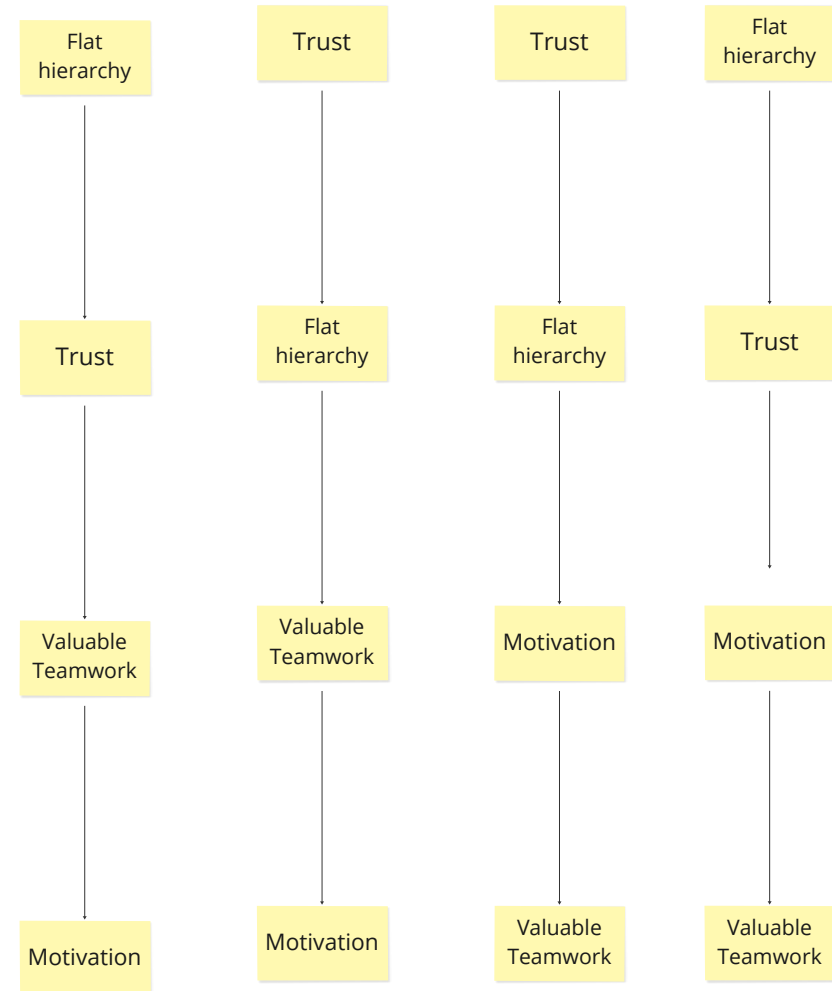 Flat
hierarchy
Trust
Trust
Flat
hierarchy
Trust
Flat
hierarchy
Flat
hierarchy
Trust
Valuable
Teamwork
Valuable
Teamwork
Motivation
Motivation
Motivation
Motivation
Valuable
Teamwork
Valuable
Teamwork